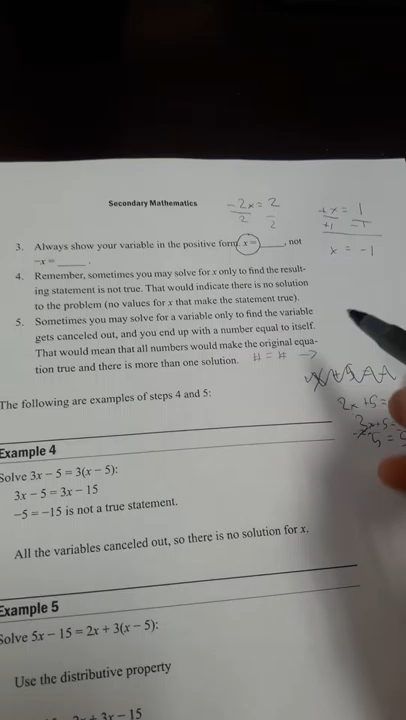 Secondary Mathematics
-2x = 2
2 2
1
x = -1
3. Always show your variable in the positive form, x = ____, not
-x = ____.
4. Remember, sometimes you may solve for x only to find the result-
ing statement is not true. That would indicate there is no solution
to the problem (no values for x that make the statement true).
5. Sometimes you may solve for a variable only to find the variable
gets canceled out, and you end up with a number equal to itself.
That would mean that all numbers would make the original equa-
tion true and there is more than one solution. # = # →
2x +5 =
The following are examples of steps 4 and 5:
Example 4
Solve 3x − 5 = 3(x − 5):
3x − 5 = 3x − 15
−5 = −15 is not a true statement.
All the variables canceled out, so there is no solution for x.
Example 5
Solve 5x − 15 = 2x + 3(x − 5):
Use the distributive property
+ 3x − 15